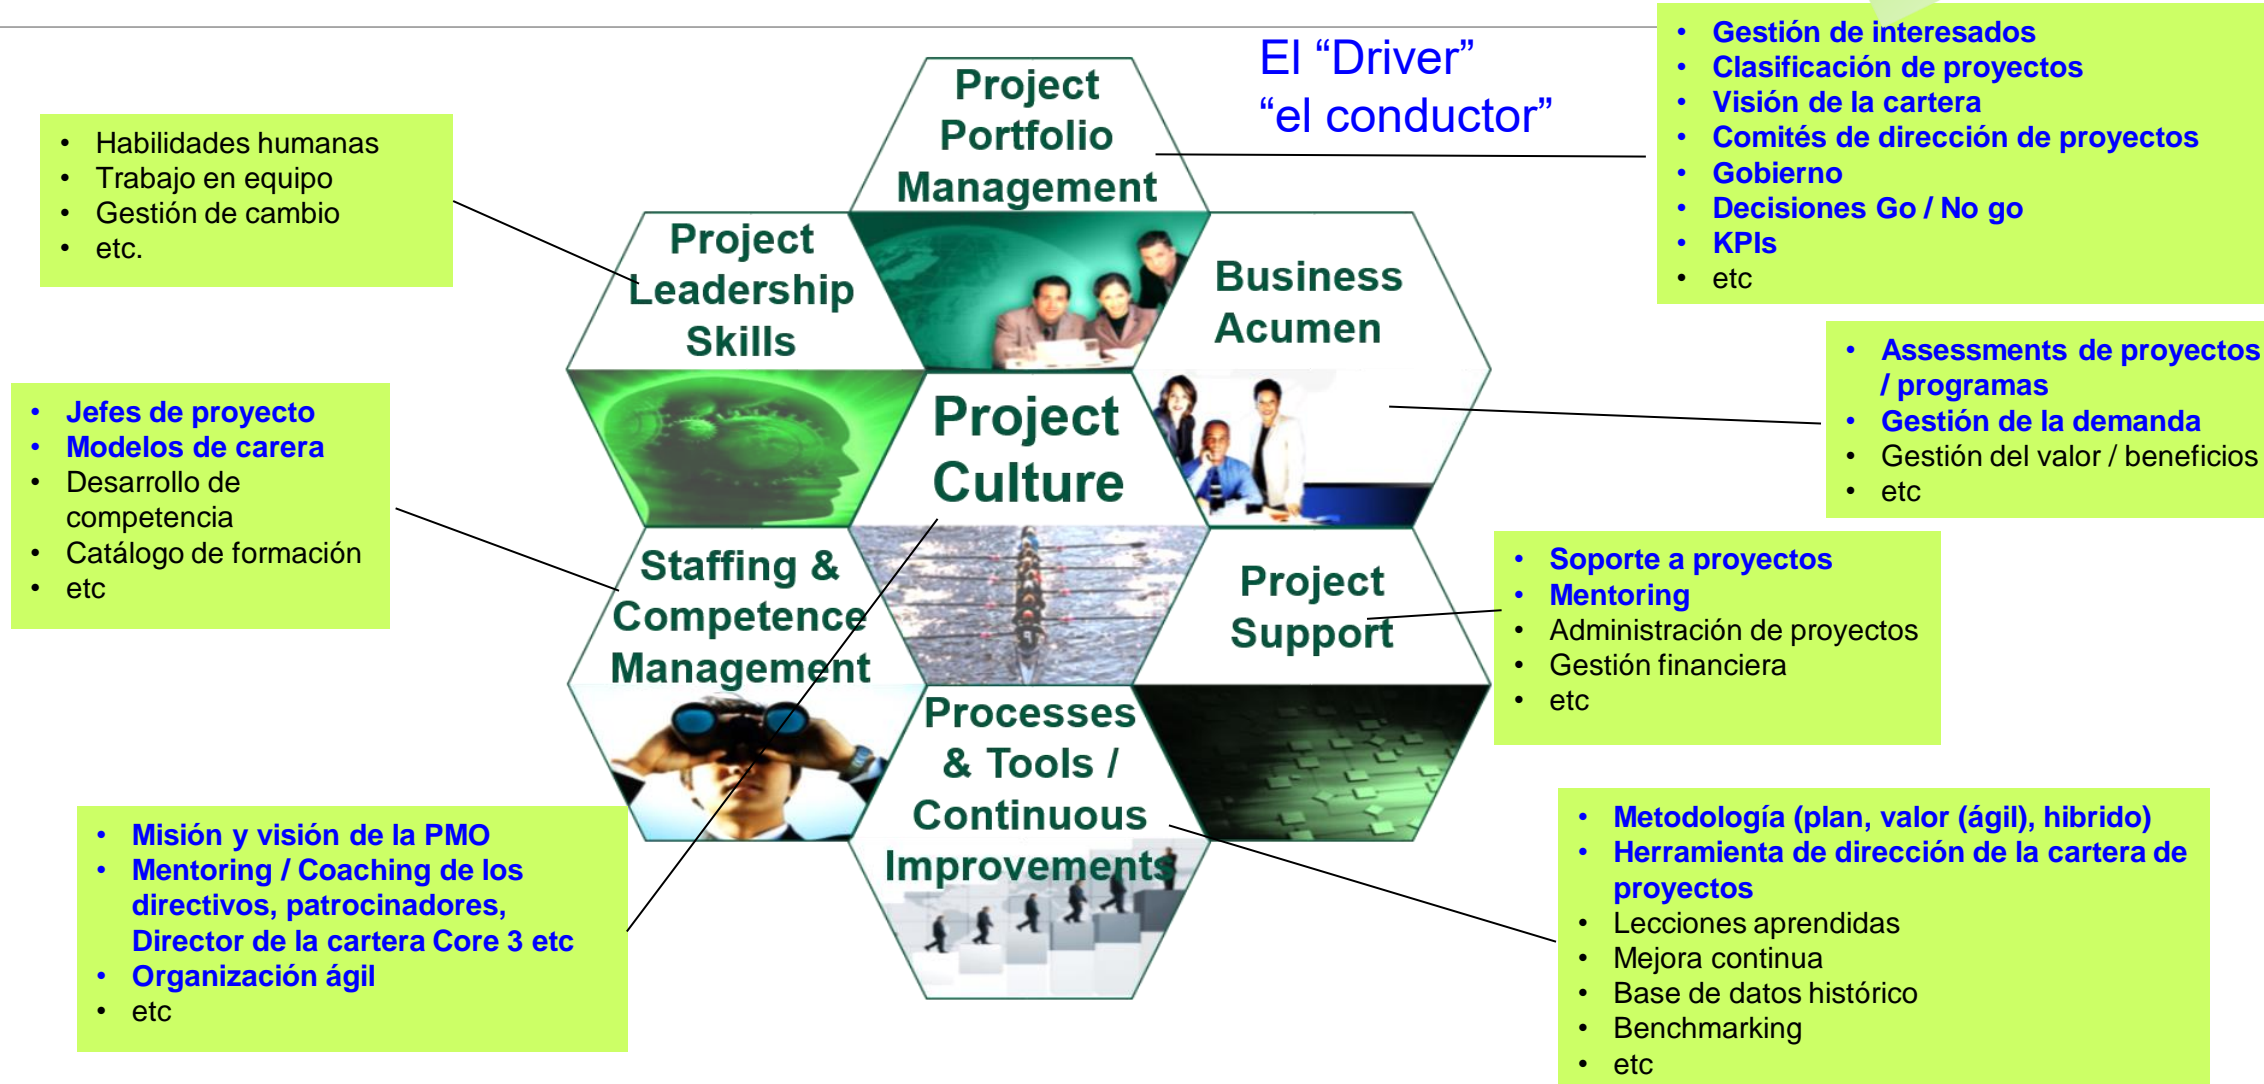 El “Driver”
“el conductor”
Project
Portfolio
Management
• Gestión de interesados
• Clasificación de proyectos
• Visión de la cartera
• Comités de dirección de proyectos
• Gobierno
• Decisiones Go / No go
• KPIs
• etc
• Habilidades humanas
• Trabajo en equipo
• Gestión de cambio
• etc.
Project
Leadership
Skills
Business
Acumen
• Assessments de proyectos
/ programas
• Gestión de la demanda
• Gestión del valor / beneficios
• etc
• Jefes de proyecto
• Modelos de carera
• Desarrollo de
competencia
• Catálogo de formación
• etc
Project
Culture
Staffing &
Competence
Management
Project
Support
• Soporte a proyectos
• Mentoring
• Administración de proyectos
• Gestión financiera
• etc
Processes
& Tools /
Continuous
Improvements
• Misión y visión de la PMO
• Mentoring / Coaching de los
directivos, patrocinadores,
Director de la cartera Core 3 etc
• Organización ágil
• etc
• Metodología (plan, valor (ágil), hibrido)
• Herramienta de dirección de la cartera de
proyectos
• Lecciones aprendidas
• Mejora continua
• Base de datos histórico
• Benchmarking
• etc